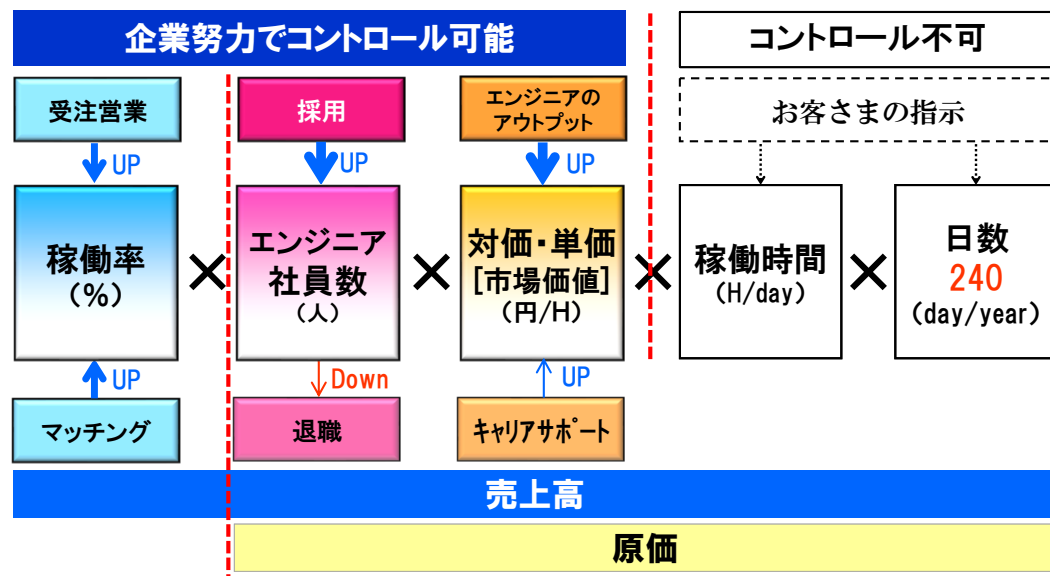 企業努力でコントロール可能
コントロール不可
受注営業
採用
エンジニアの
アウトプット
お客さまの指示
UP
UP
UP
稼働率
(%)
×
エンジニア
社員数
(人)
×
対価・単価
[市場価値]
(円/H)
×
稼働時間
(H/day)
×
日数
240
(day/year)
UP
Down
UP
マッチング
退職
キャリアサポート
売上高
原価